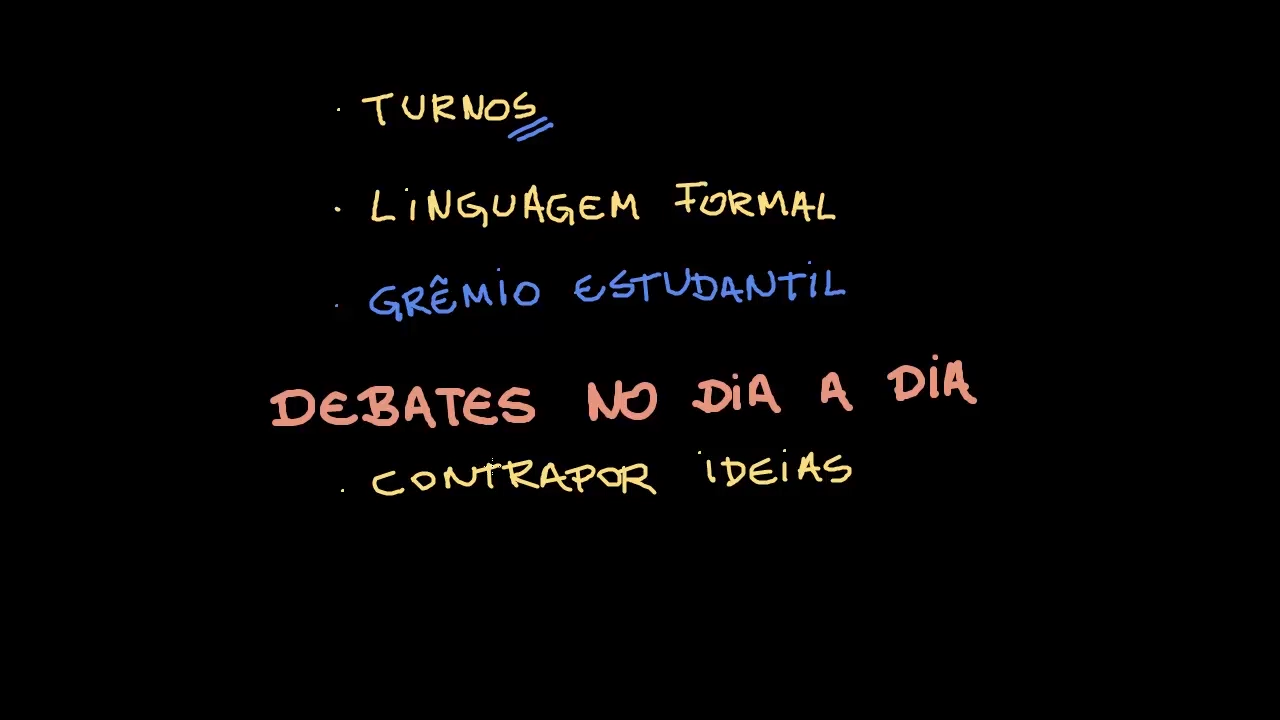 · TURNOS
· LINGUAGEM FORMAL
· GRÊMIO ESTUDANTIL
DEBATES NO DIA A DIA
· CONTRAPOR IDEIAS